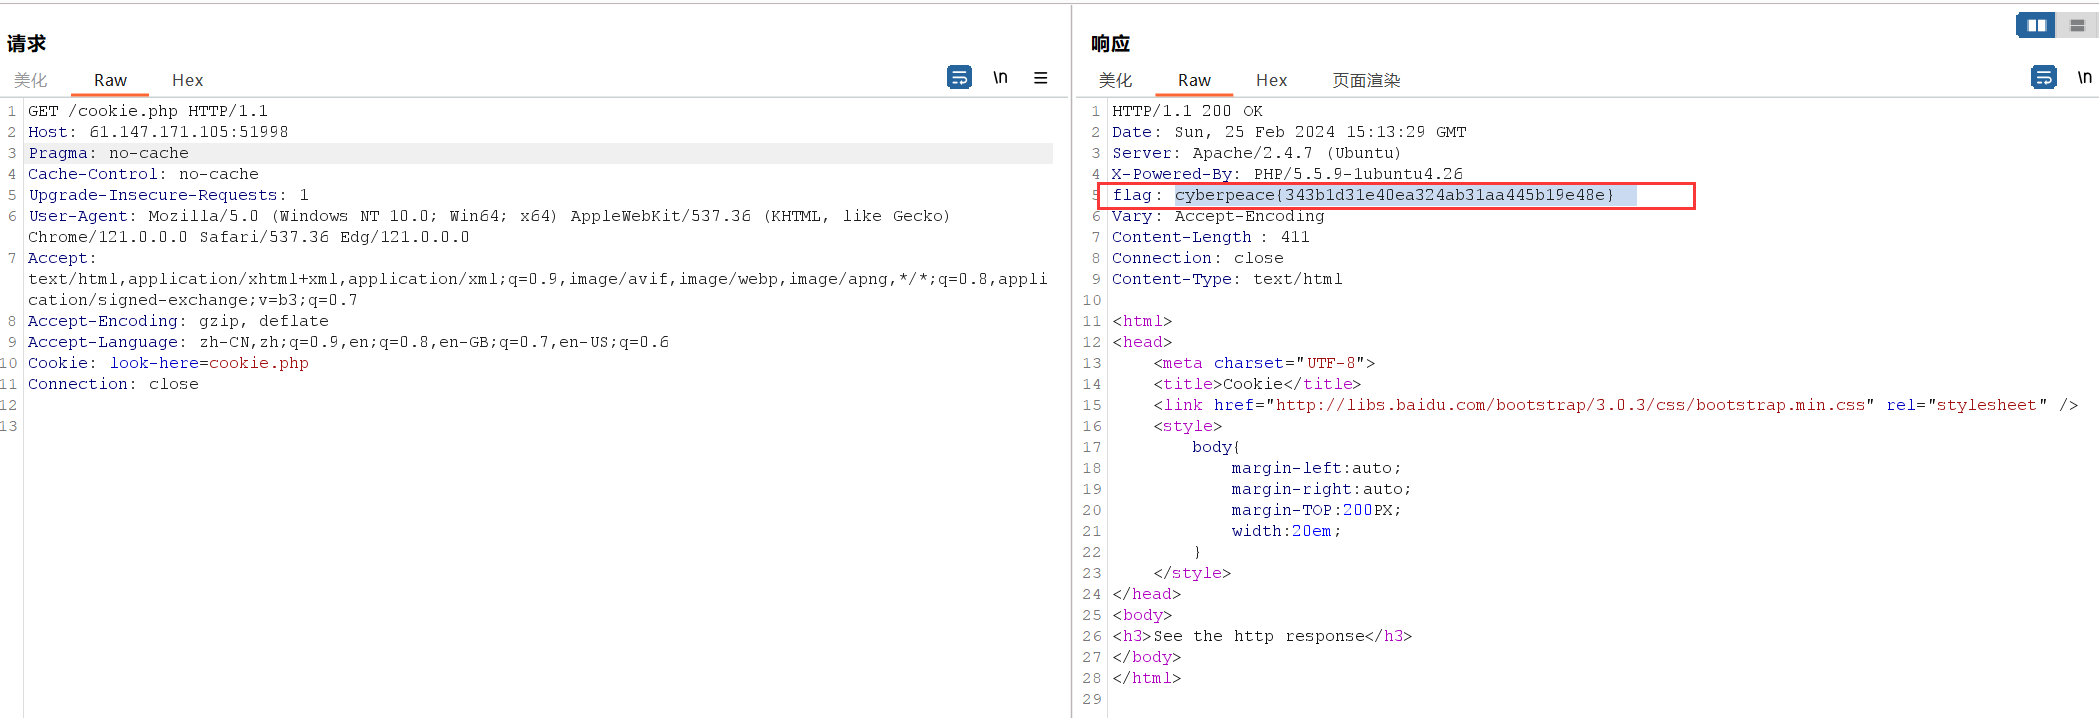 请求
美化 Raw Hex \n
1 GET /cookie.php HTTP/1.1
2 Host: 61.147.171.105:51998
3 Pragma: no-cache
4 Cache-Control: no-cache
5 Upgrade-Insecure-Requests: 1
6 User-Agent: Mozilla/5.0 (Windows NT 10.0; Win64; x64) AppleWebKit/537.36 (KHTML, like Gecko)
Chrome/121.0.0.0 Safari/537.36 Edg/121.0.0.0
7 Accept:
text/html,application/xhtml+xml,application/xml;q=0.9,image/avif,image/webp,image/apng,*/*;q=0.8,appli
cation/signed-exchange;v=b3;q=0.7
8 Accept-Encoding: gzip, deflate
9 Accept-Language: zh-CN,zh;q=0.9,en;q=0.8,en-GB;q=0.7,en-US;q=0.6
10 Cookie: look-here=cookie.php
11 Connection: close
12
13
响应
美化 Raw Hex 页面渲染 \n
1 HTTP/1.1 200 OK
2 Date: Sun, 25 Feb 2024 15:13:29 GMT
3 Server: Apache/2.4.7 (Ubuntu)
4 X-Powered-By: PHP/5.5.9-1ubuntu4.26
5 flag: cyberpeace{343b1d31e40ea324ab31aa445b19e48e}
6 Vary: Accept-Encoding
7 Content-Length : 411
8 Connection: close
9 Content-Type: text/html
10
11 <html>
12 <head>
13 <meta charset="UTF-8">
14 <title>Cookie</title>
15 <link href="http://libs.baidu.com/bootstrap/3.0.3/css/bootstrap.min.css" rel="stylesheet" />
16 <style>
17 body{
18 margin-left:auto;
19 margin-right:auto;
20 margin-TOP:200PX;
21 width:20em;
22 }
23 </style>
24 </head>
25 <body>
26 <h3>See the http response</h3>
27 </body>
28 </html>
29